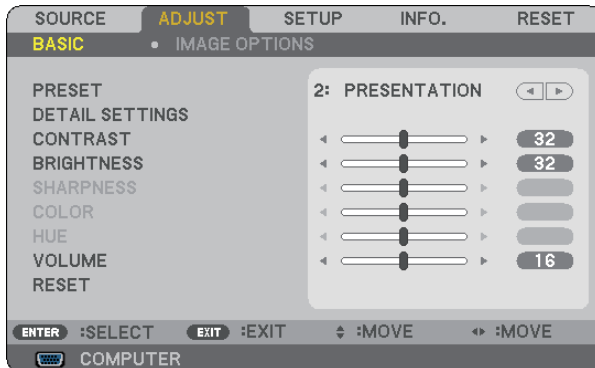 SOURCE ADJUST SETUP INFO. RESET
BASIC • IMAGE OPTIONS
PRESET 2: PRESENTATION
DETAIL SETTINGS
CONTRAST 32
BRIGHTNESS 32
SHARPNESS
COLOR
HUE
VOLUME 16
RESET
ENTER :SELECT EXIT :EXIT :MOVE :MOVE
COMPUTER